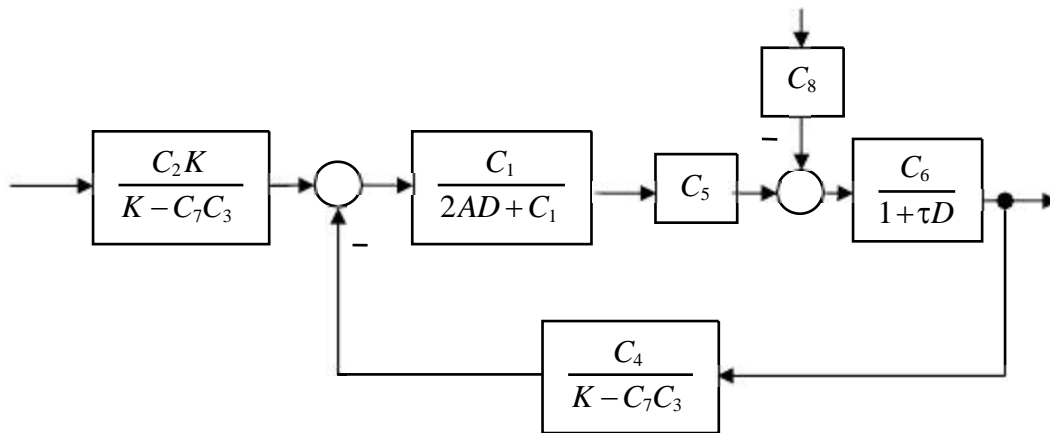 C₈
−
C₂K
K − C₇C₃
C₁
2AD + C₁
C₅
C₆
1 + τD
−
C₄
K − C₇C₃